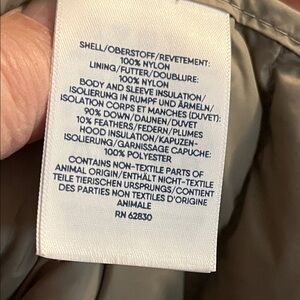 SHELL/OBERSTOFF/REVETEMENT:
100% NYLON
LINING/FUTTER/DOUBLURE:
100% NYLON
BODY AND SLEEVE INSULATION/
ISOLIERUNG IN RUMPF UND ÄRMELN/
ISOLATION CORPS ET MANCHES (DUVET):
90% DOWN/DAUNEN/DUVET
10% FEATHERS/FEDERN/PLUMES
HOOD INSULATION/KAPUZEN-
ISOLIERUNG/GARNISSAGE CAPUCHE:
100% POLYESTER
CONTAINS NON-TEXTILE PARTS OF
ANIMAL ORIGIN/ENTHÄLT NICHT-TEXTILE
TEILE TIERISCHEN URSPRUNGS/CONTIENT
DES PARTIES NON TEXTILES D'ORIGINE
ANIMALE
RN 62830